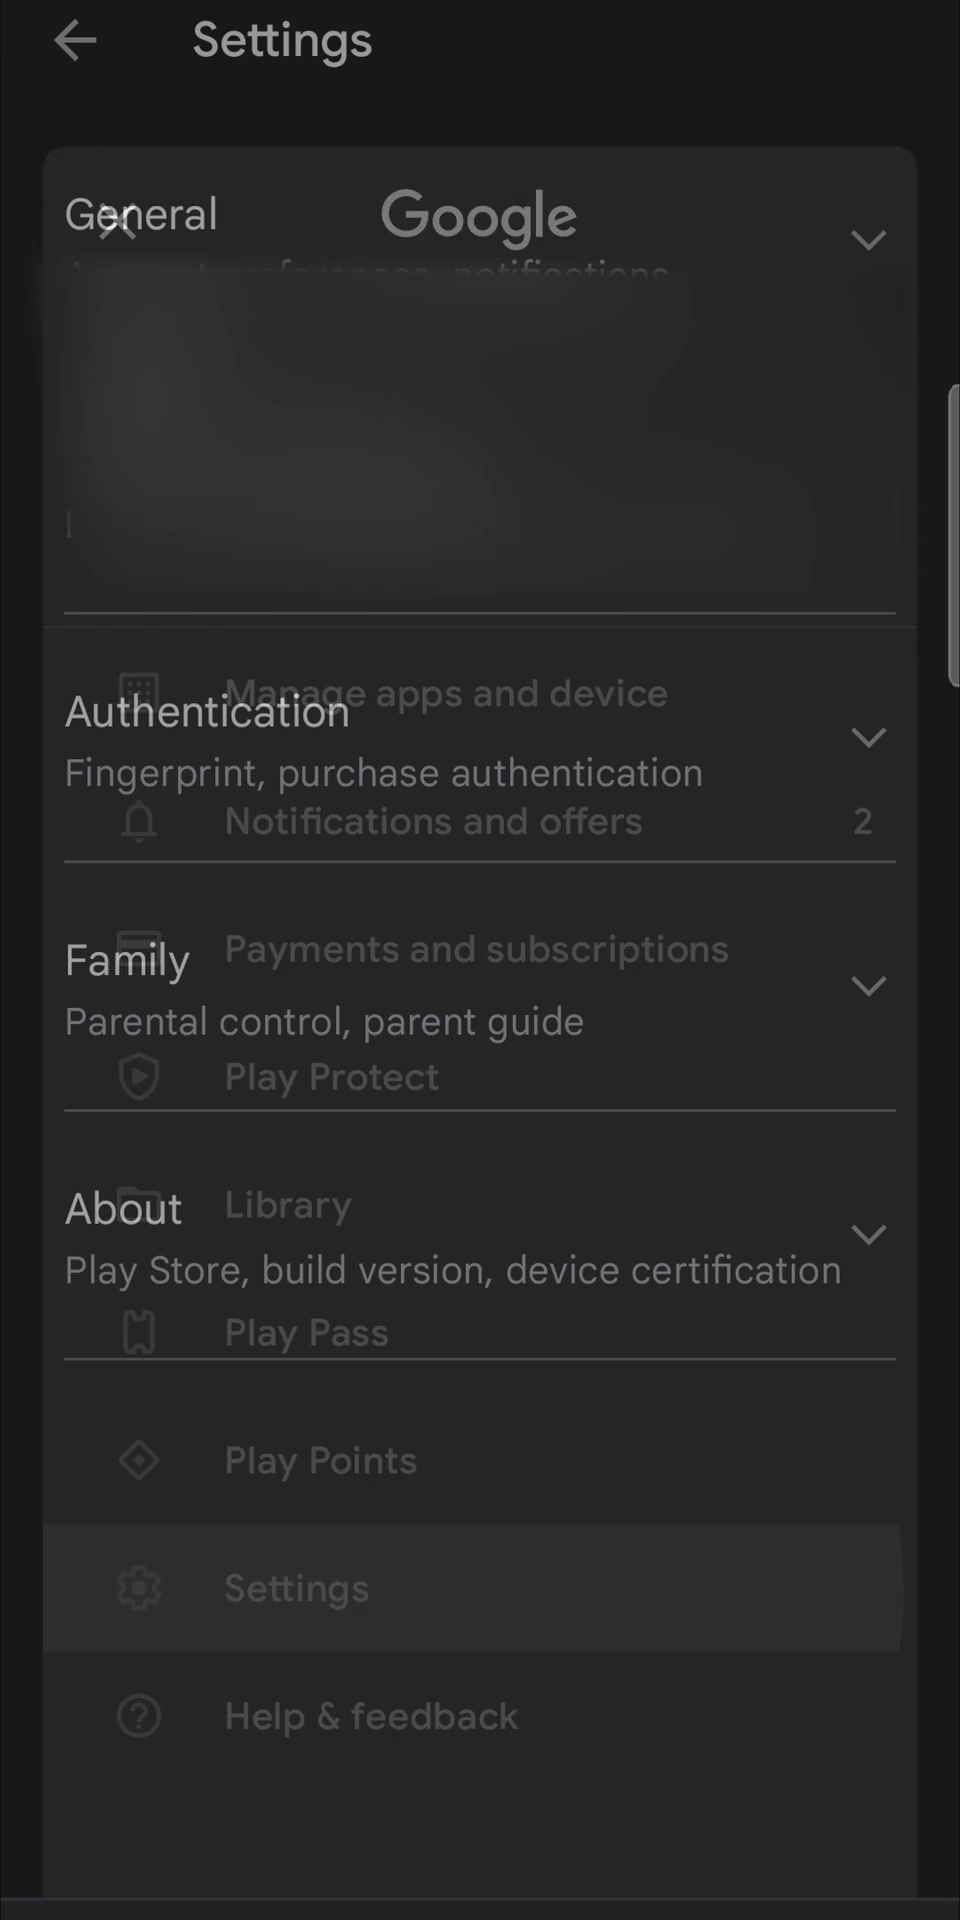 Settings
General
Google
notifications
Manage apps and device
Authentication
Fingerprint, purchase authentication
Notifications and offers 2
Payments and subscriptions
Family
Parental control, parent guide
Play Protect
Library
About
Play Store, build version, device certification
Play Pass
Play Points
Settings
Help & feedback